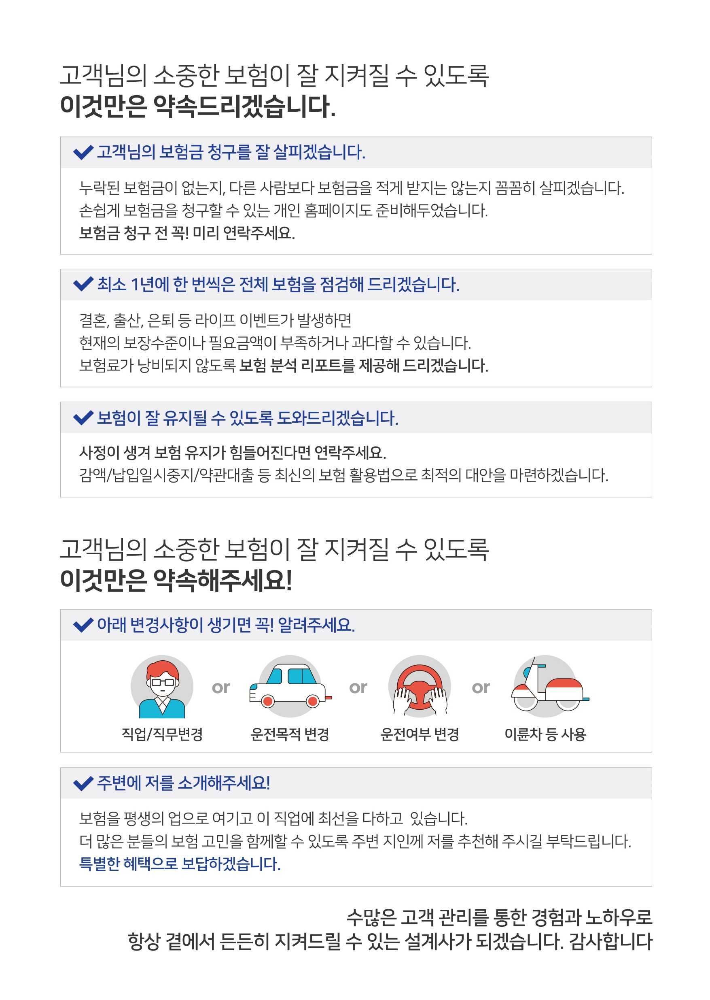 고객님의 소중한 보험이 잘 지켜질 수 있도록
이것만은 약속드리겠습니다.
고객님의 보험금 청구를 잘 살피겠습니다.
누락된 보험금이 없는지, 다른 사람보다 보험금을 적게 받지는 않는지 꼼꼼히 살피겠습니다.
손쉽게 보험금을 청구할 수 있는 개인 홈페이지도 준비해두었습니다.
보험금 청구 전 꼭! 미리 연락주세요.
최소 1년에 한 번씩은 전체 보험을 점검해 드리겠습니다.
결혼, 출산, 은퇴 등 라이프 이벤트가 발생하면
현재의 보장수준이나 필요금액이 부족하거나 과다할 수 있습니다.
보험료가 낭비되지 않도록 보험 분석 리포트를 제공해 드리겠습니다.
보험이 잘 유지될 수 있도록 도와드리겠습니다.
사정이 생겨 보험 유지가 힘들어진다면 연락주세요.
감액/납입일시중지/약관대출 등 최신의 보험 활용법으로 최적의 대안을 마련하겠습니다.
고객님의 소중한 보험이 잘 지켜질 수 있도록
이것만은 약속해주세요!
아래 변경사항이 생기면 꼭! 알려주세요.
or or or
직업/직무변경 운전목적 변경 운전여부 변경 이륜차 등 사용
주변에 저를 소개해주세요!
보험을 평생의 업으로 여기고 이 직업에 최선을 다하고 있습니다.
더 많은 분들의 보험 고민을 함께할 수 있도록 주변 지인께 저를 추천해 주시길 부탁드립니다.
특별한 혜택으로 보답하겠습니다.
수많은 고객 관리를 통한 경험과 노하우로
항상 곁에서 든든히 지켜드릴 수 있는 설계사가 되겠습니다. 감사합니다